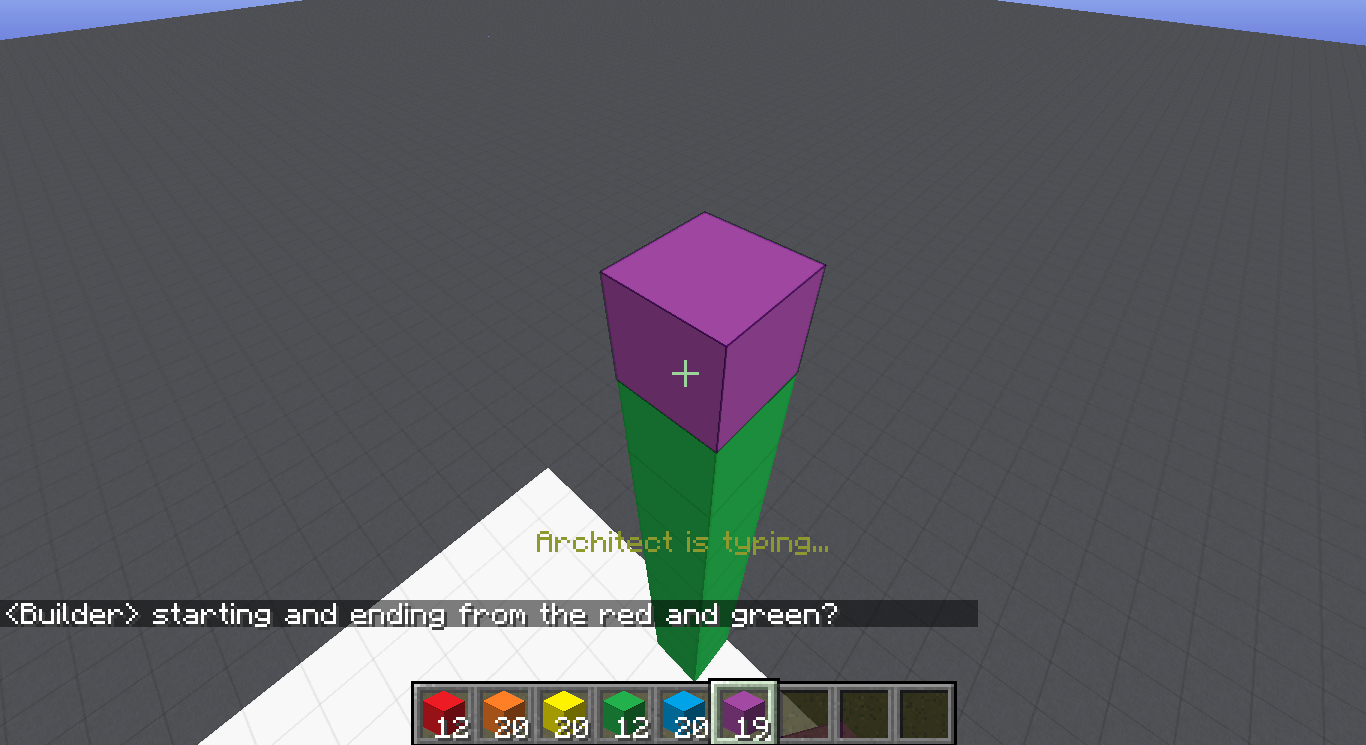 Architect is typing...
<Builder> starting and ending from the red and green?
12 20 20 12 20 19